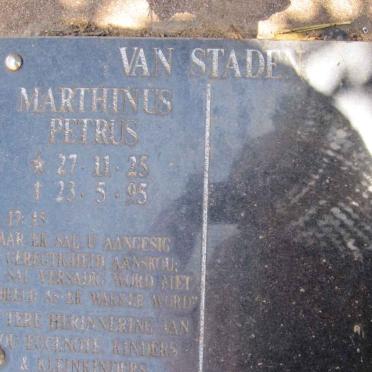 VAN STADEN
MARTHINUS
PETRUS
* 27 · 11 · 25
† 23 · 5 · 95
17:15
EK SAL U AANGESIG
GEREGTIGHEID AANSKOU;
SAL VERSADIG WORD MET
BEELD AS EK WAKKER WORD"
TERE HERINNERING VAN
JOU EGGENOTE, KINDERS
& KLEINKINDERS